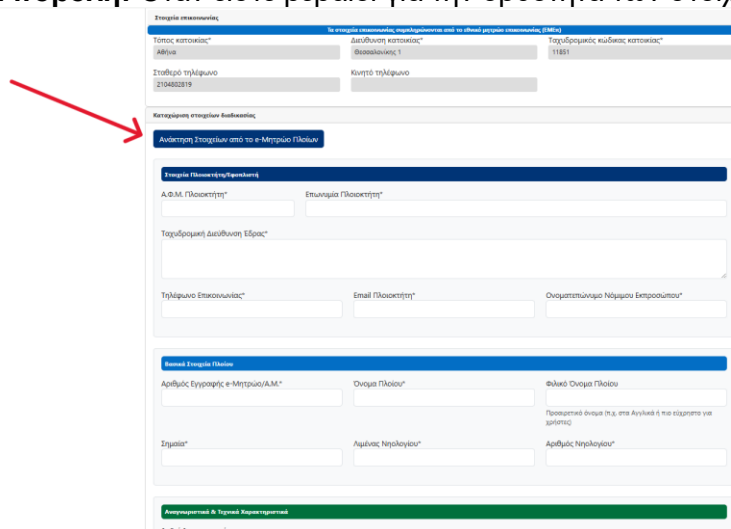 Στοιχεία επικοινωνίας
Τα στοιχεία επικοινωνίας συμπληρώνονται από το εθνικό μητρώο επικοινωνίας (ΕΜΕπ)
Τόπος κατοικίας* Διεύθυνση κατοικίας* Ταχυδρομικός κώδικας κατοικίας*
Αθήνα Θεσσαλονίκης 1 11851
Σταθερό τηλέφωνο Κινητό τηλέφωνο
2104802819
Καταχώριση στοιχείων διαδικασίας
Ανάκτηση Στοιχείων από το e-Μητρώο Πλοίων
Στοιχεία Πλοιοκτήτη/Εφοπλιστή
Α.Φ.Μ. Πλοιοκτήτη* Επωνυμία Πλοιοκτήτη*
Ταχυδρομική Διεύθυνση Έδρας*
Τηλέφωνο Επικοινωνίας* Email Πλοιοκτήτη* Ονοματεπώνυμο Νόμιμου Εκπροσώπου*
Βασικά Στοιχεία Πλοίου
Αριθμός Εγγραφής e-Μητρώο/Α.Μ.* Όνομα Πλοίου* Φιλικό Όνομα Πλοίου
Προαιρετικό όνομα (π.χ. στα Αγγλικά ή πιο εύχρηστο για
χρήστες)
Σημαία* Λιμένας Νηολογίου* Αριθμός Νηολογίου*
Αναγνωριστικά & Τεχνικά Χαρακτηριστικά